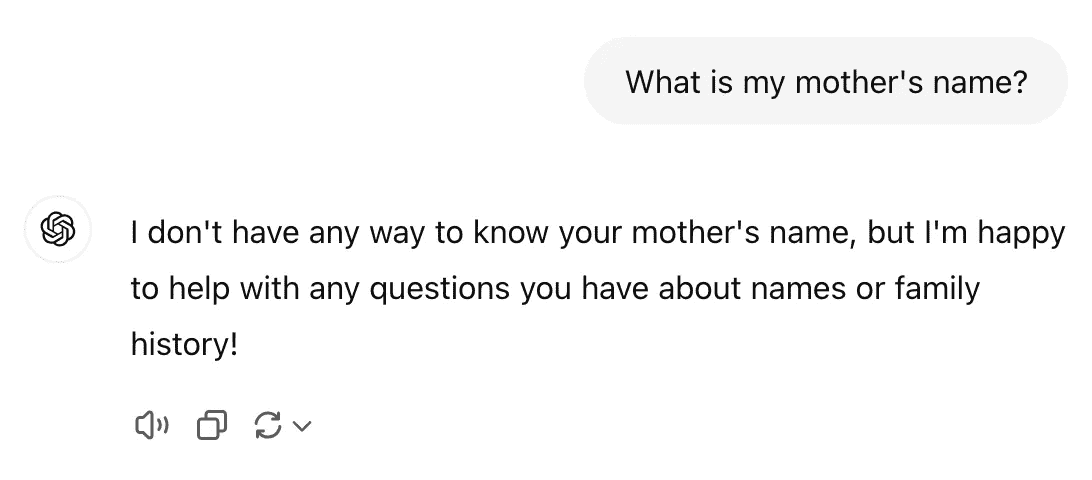 What is my mother's name?
I don't have any way to know your mother's name, but I'm happy
to help with any questions you have about names or family
history!